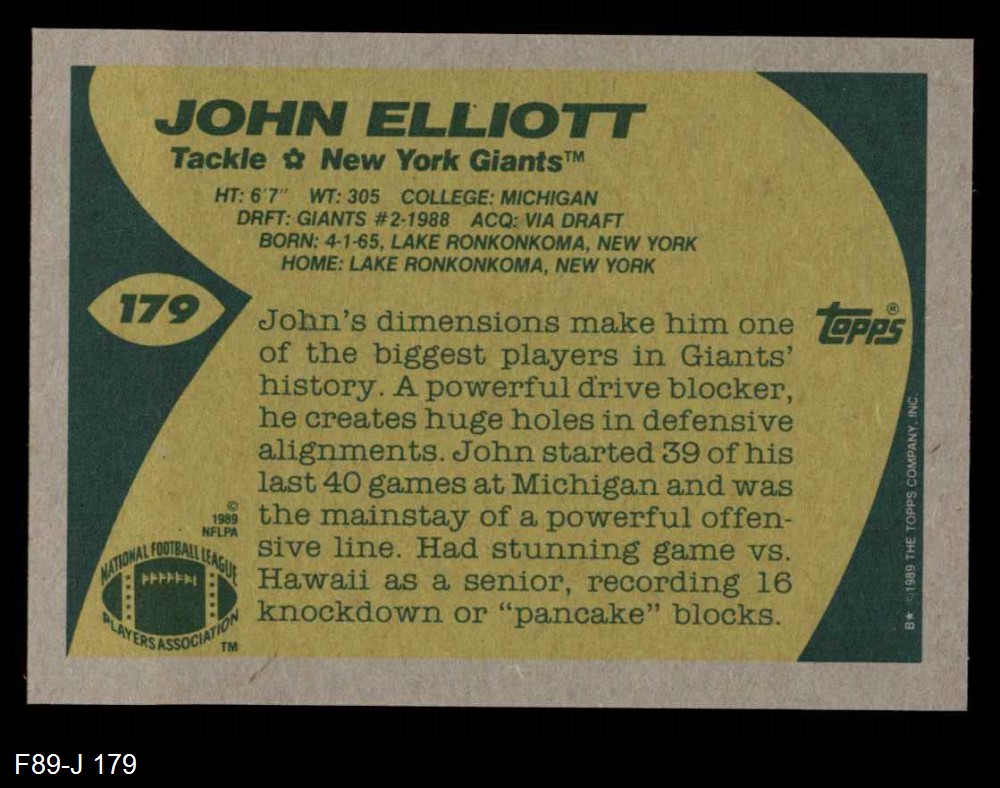 JOHN ELLIOTT
Tackle ✿ New York Giants™
HT: 6'7" WT: 305 COLLEGE: MICHIGAN
DRFT: GIANTS #2-1988 ACQ: VIA DRAFT
BORN: 4-1-65, LAKE RONKONKOMA, NEW YORK
HOME: LAKE RONKONKOMA, NEW YORK
179
John's dimensions make him one
of the biggest players in Giants'
history. A powerful drive blocker,
he creates huge holes in defensive
alignments. John started 39 of his
last 40 games at Michigan and was
the mainstay of a powerful offen-
sive line. Had stunning game vs.
Hawaii as a senior, recording 16
knockdown or “pancake” blocks.
topps®
©
1989
NFLPA
NATIONAL FOOTBALL LEAGUE
PLAYERS ASSOCIATION
TM
B* ©1989 THE TOPPS COMPANY, INC.
F89-J 179